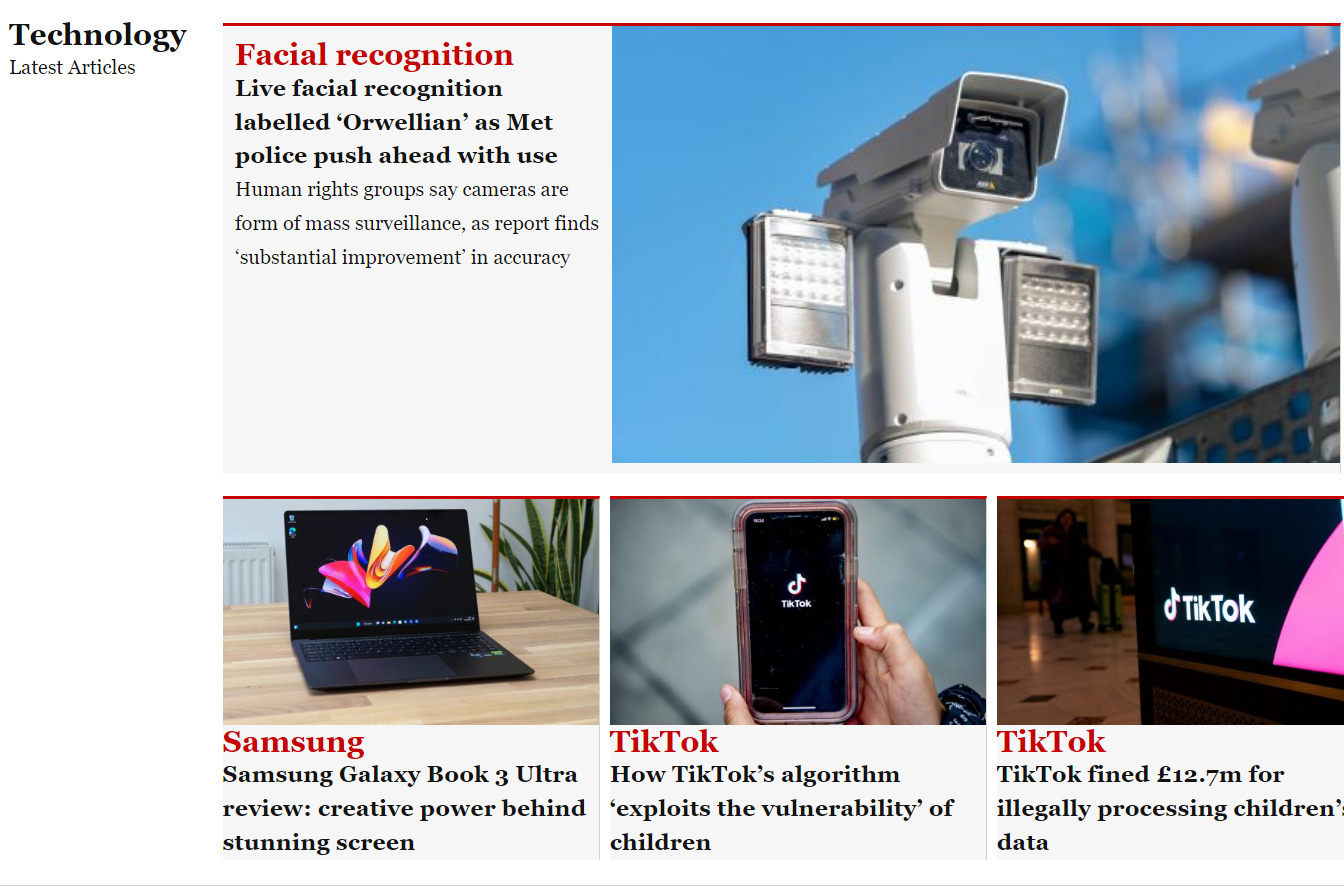 Technology
Latest Articles
Facial recognition
Live facial recognition
labelled ‘Orwellian’ as Met
police push ahead with use
Human rights groups say cameras are
form of mass surveillance, as report finds
‘substantial improvement’ in accuracy
Samsung
Samsung Galaxy Book 3 Ultra
review: creative power behind
stunning screen
TikTok
TikTok
How TikTok’s algorithm
‘exploits the vulnerability’ of
children
TikTok
TikTok
TikTok fined £12.7m for
illegally processing children’s
data